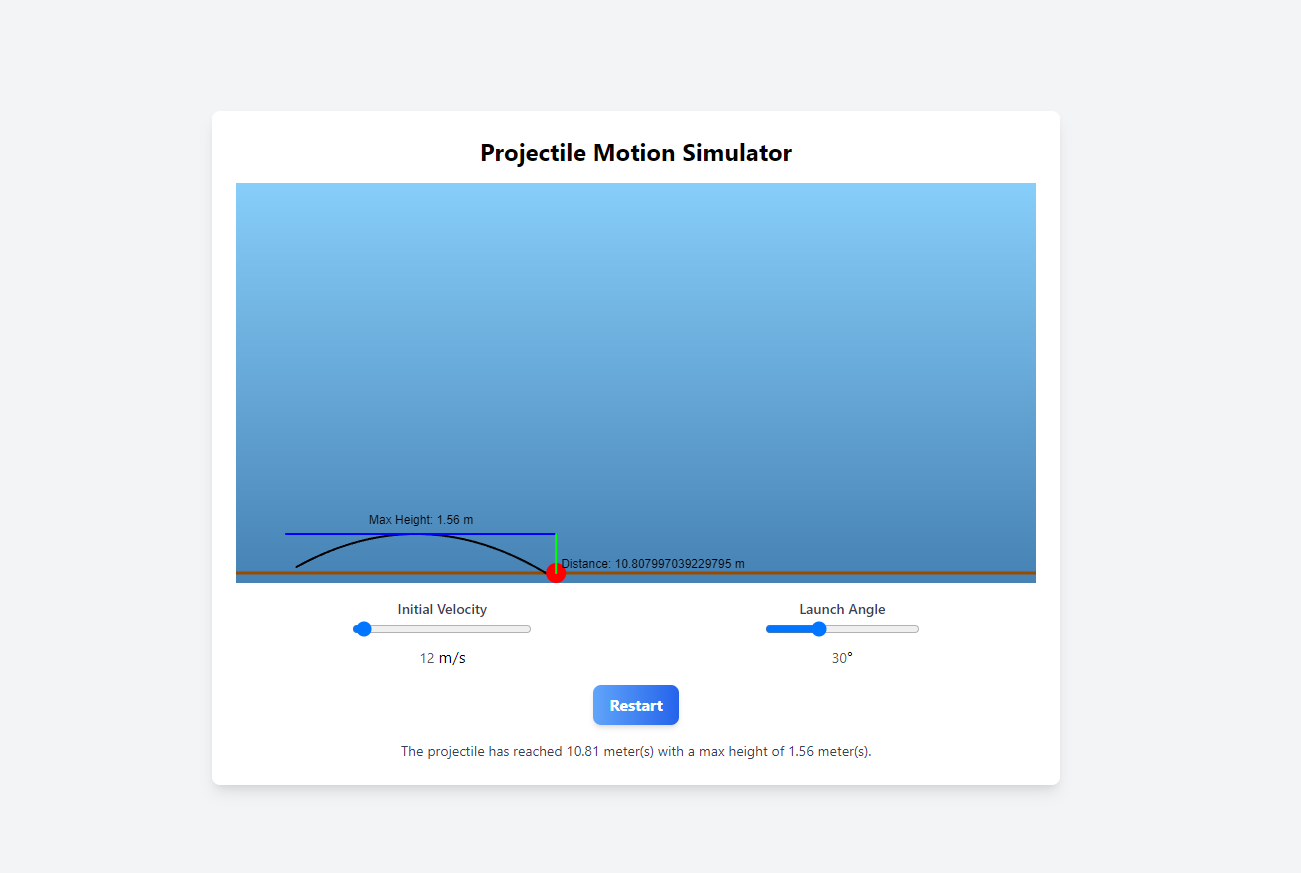 Projectile Motion Simulator
Max Height: 1.56 m
Distance: 10.807997039229795 m
Initial Velocity
Launch Angle
12 m/s
30°
Restart
The projectile has reached 10.81 meter(s) with a max height of 1.56 meter(s).